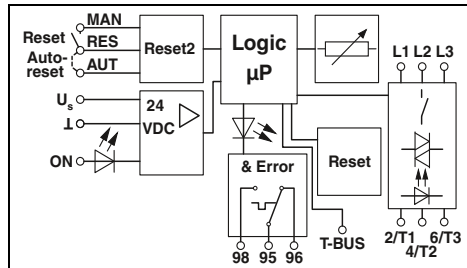 MAN
Reset
RES
Auto-
reset
AUT
Reset2
Logic
µP
L1 L2 L3
Us
24
VDC
⊥
ON
& Error
Reset
98 95 96
T-BUS
2/T1 6/T3
4/T2